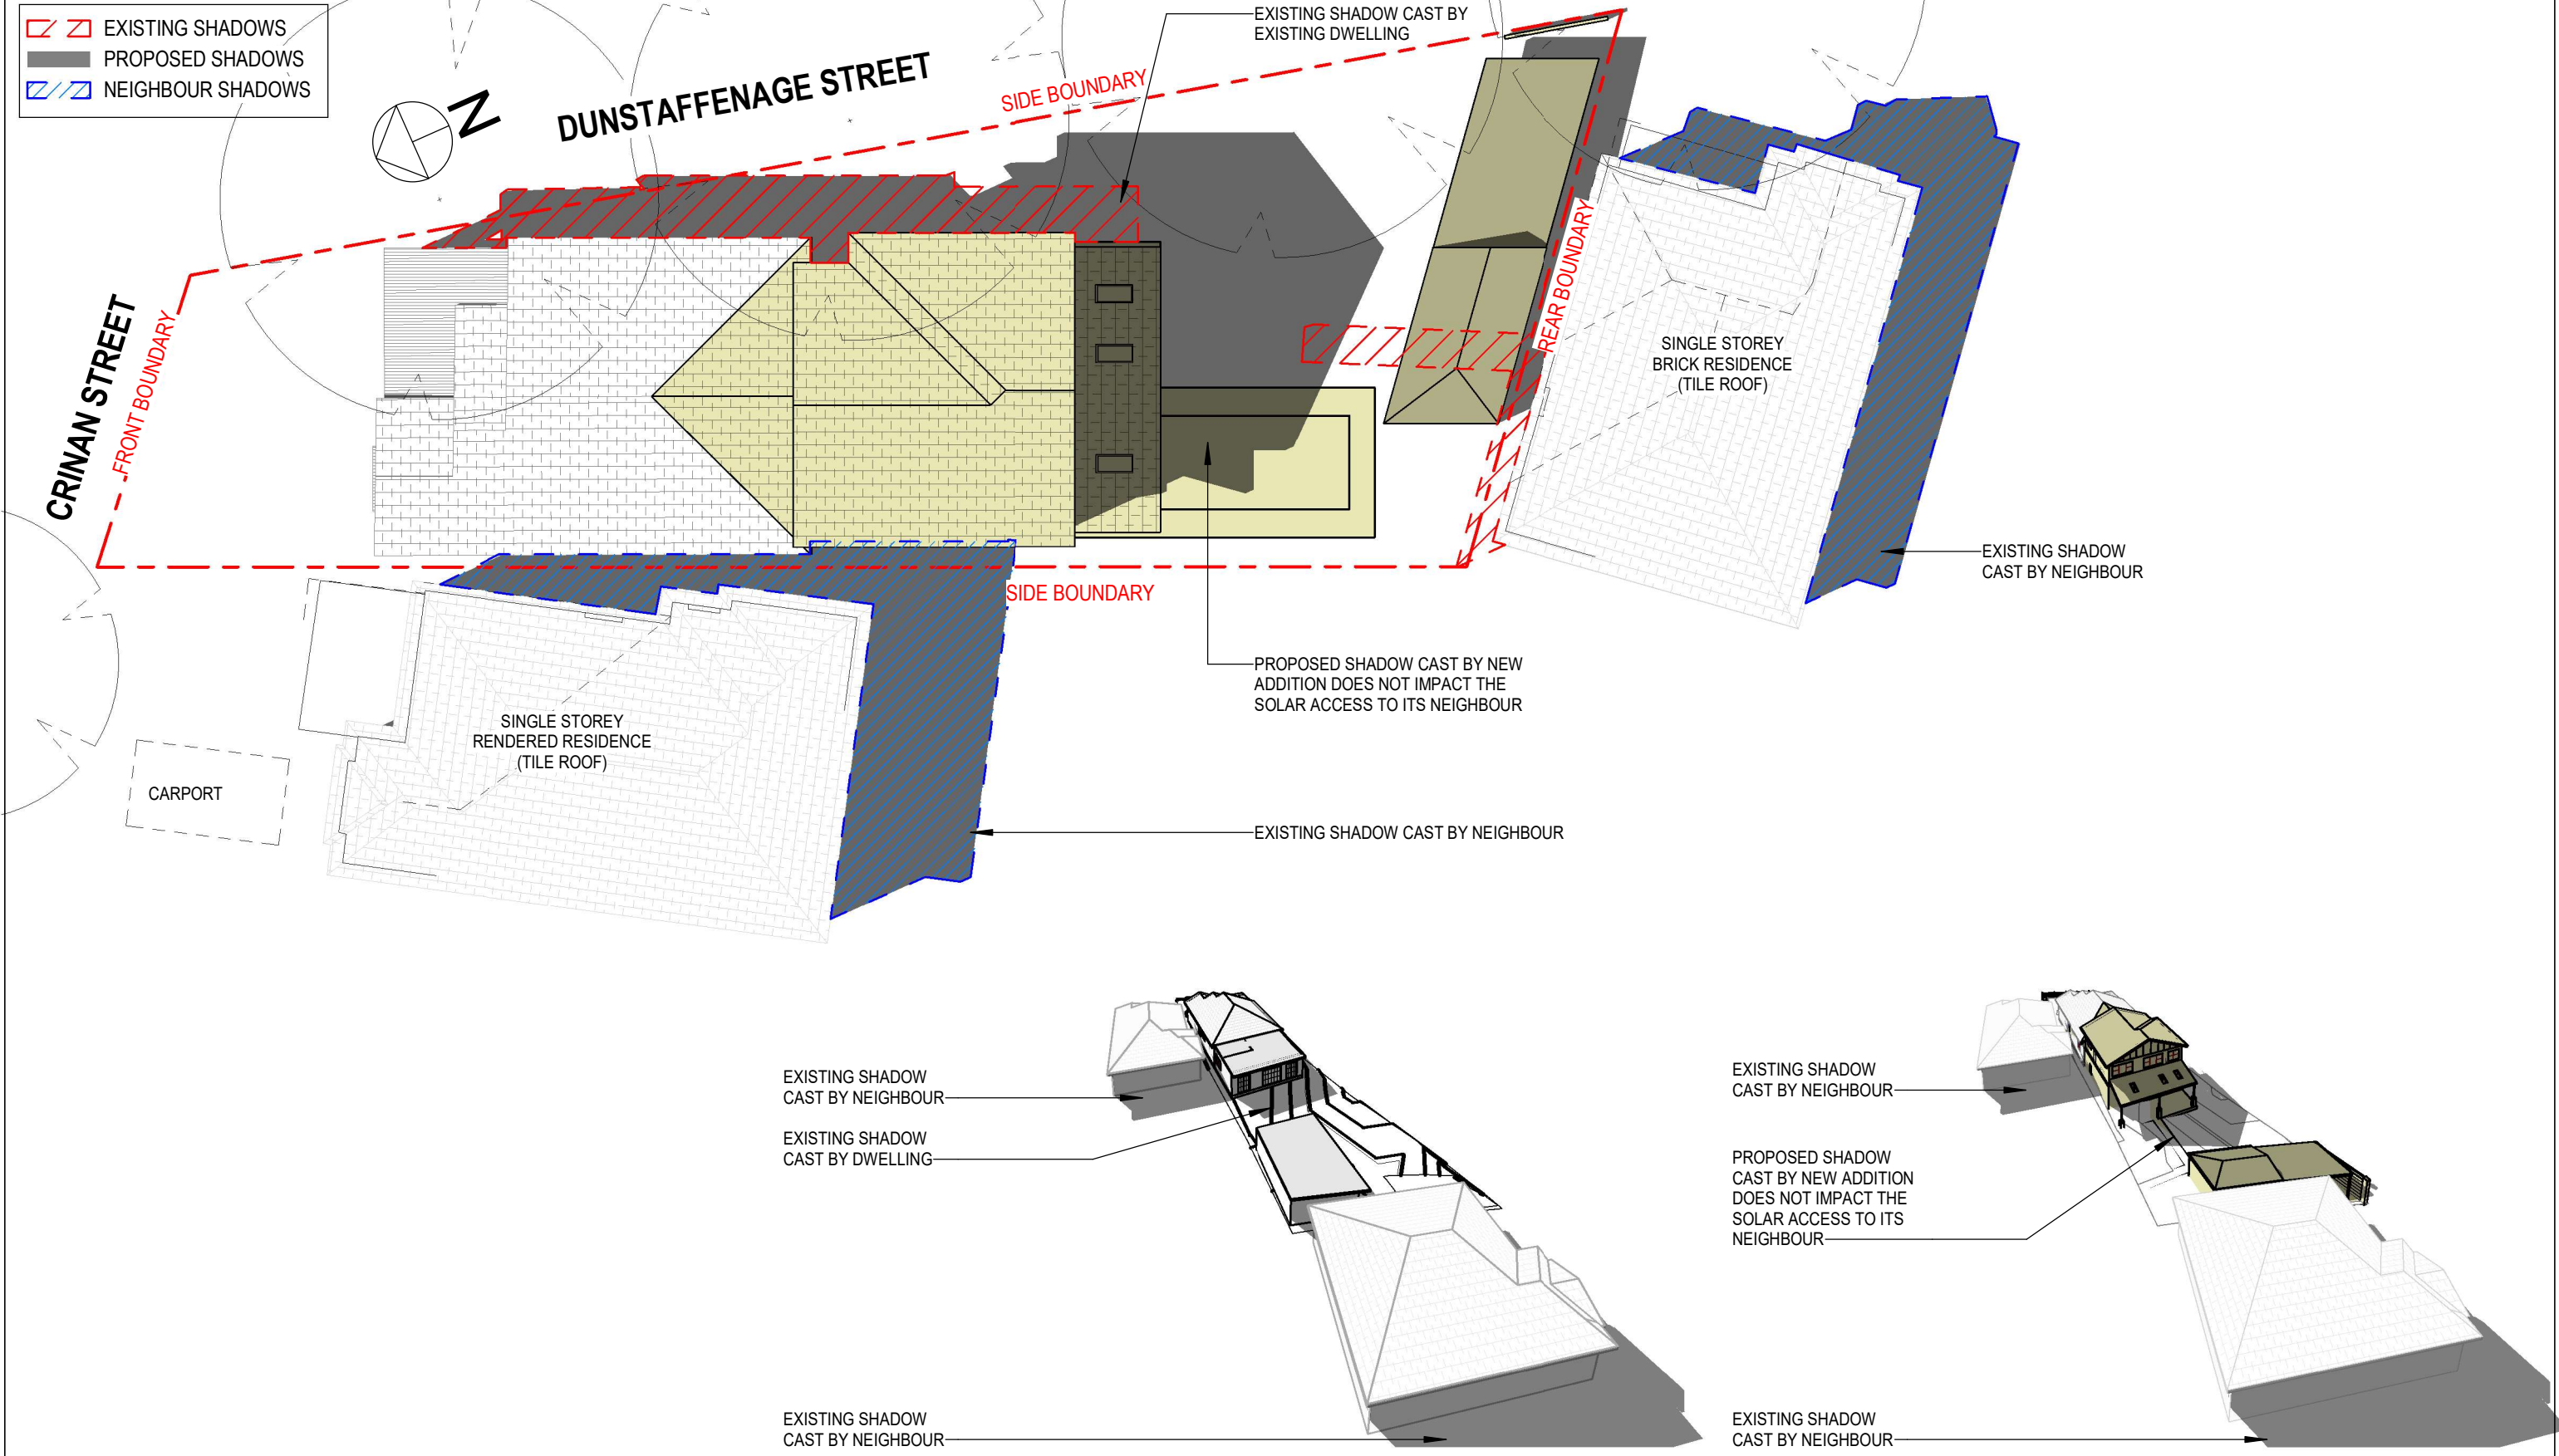 EXISTING SHADOWS
PROPOSED SHADOWS
NEIGHBOUR SHADOWS
N
DUNSTAFFENAGE STREET
SIDE BOUNDARY
EXISTING SHADOW CAST BY
EXISTING DWELLING
CRINAN STREET
FRONT BOUNDARY
REAR BOUNDARY
SINGLE STOREY
BRICK RESIDENCE
(TILE ROOF)
EXISTING SHADOW
CAST BY NEIGHBOUR
SIDE BOUNDARY
PROPOSED SHADOW CAST BY NEW
ADDITION DOES NOT IMPACT THE
SOLAR ACCESS TO ITS NEIGHBOUR
SINGLE STOREY
RENDERED RESIDENCE
(TILE ROOF)
CARPORT
EXISTING SHADOW CAST BY NEIGHBOUR
EXISTING SHADOW
CAST BY NEIGHBOUR
EXISTING SHADOW
CAST BY DWELLING
EXISTING SHADOW
CAST BY NEIGHBOUR
EXISTING SHADOW
CAST BY NEIGHBOUR
PROPOSED SHADOW
CAST BY NEW ADDITION
DOES NOT IMPACT THE
SOLAR ACCESS TO ITS
NEIGHBOUR
EXISTING SHADOW
CAST BY NEIGHBOUR